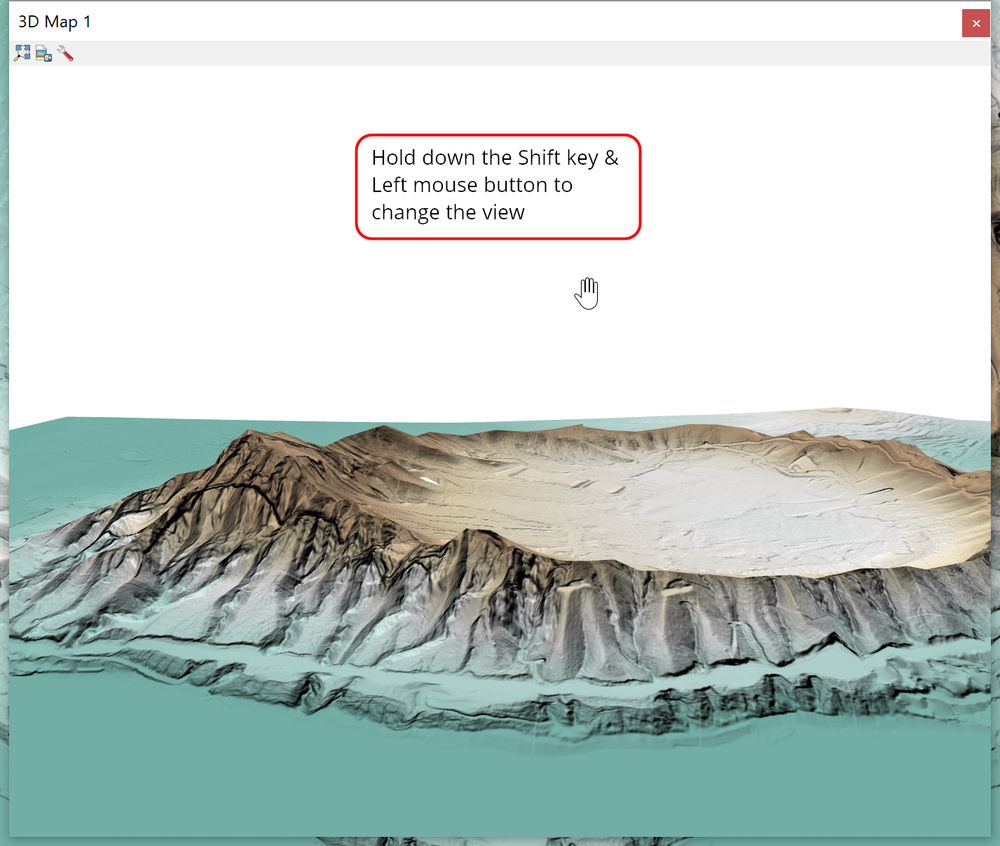 3D Map 1
Hold down the Shift key &
Left mouse button to
change the view